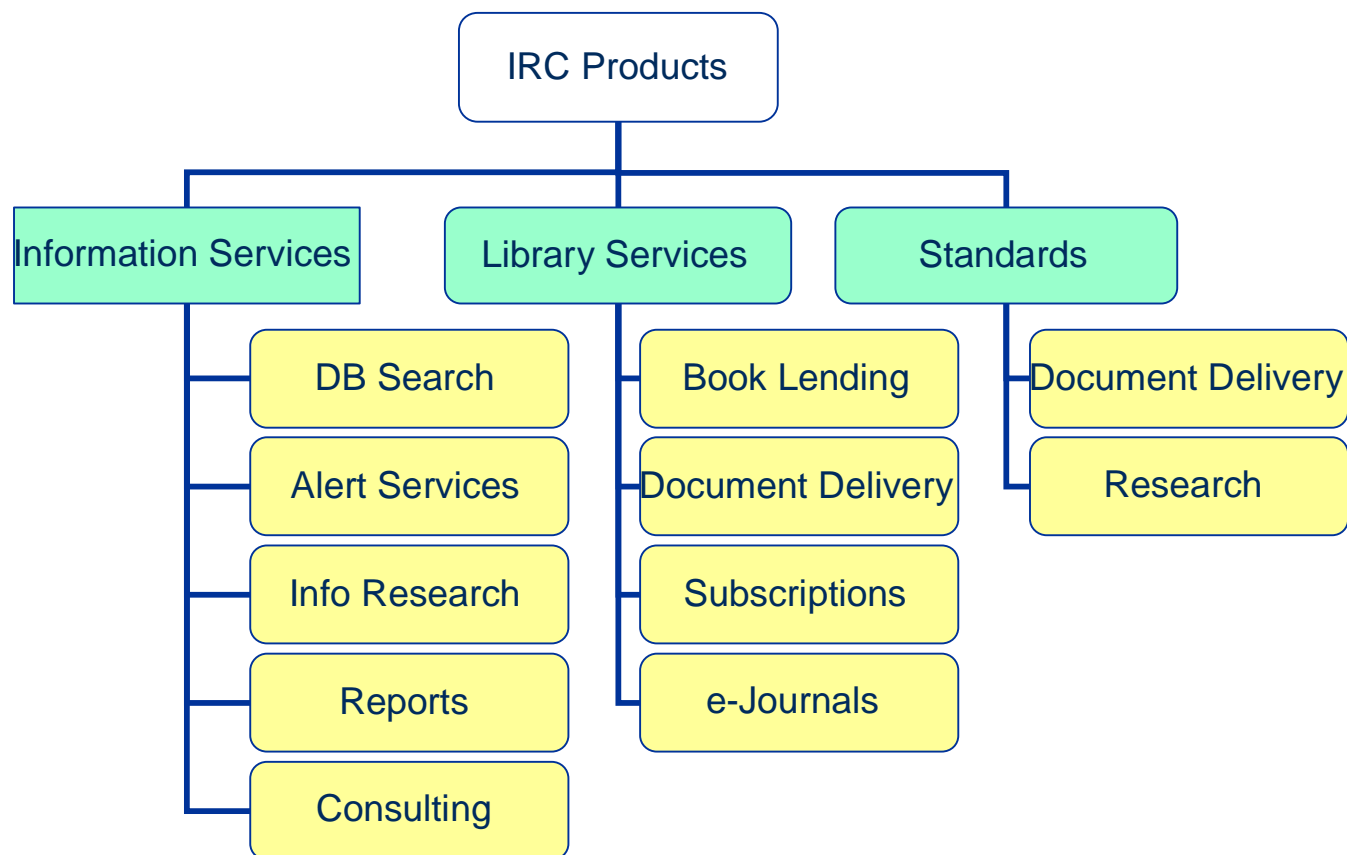 IRC Products
Information Services
Library Services
Standards
DB Search
Book Lending
Document Delivery
Alert Services
Document Delivery
Research
Info Research
Subscriptions
Reports
e-Journals
Consulting